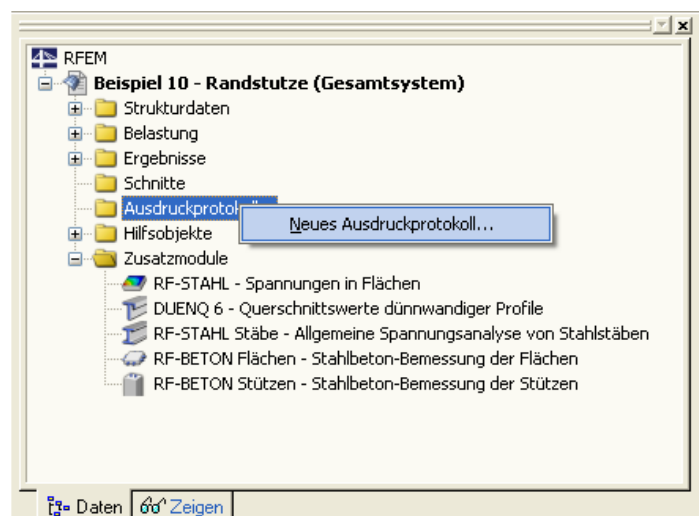 RFEM
Beispiel 10 - Randstutze (Gesamtsystem)
Strukturdaten
Belastung
Ergebnisse
Schnitte
Neues Ausdruckprotokoll...
Hilfsobjekte
Zusatzmodule
RF-STAHL - Spannungen in Flächen
DUENQ 6 - Querschnittswerte dünnwandiger Profile
RF-STAHL Stäbe - Allgemeine Spannungsanalyse von Stahlstäben
RF-BETON Flächen - Stahlbeton-Bemessung der Flächen
RF-BETON Stützen - Stahlbeton-Bemessung der Stützen
Daten Zeigen